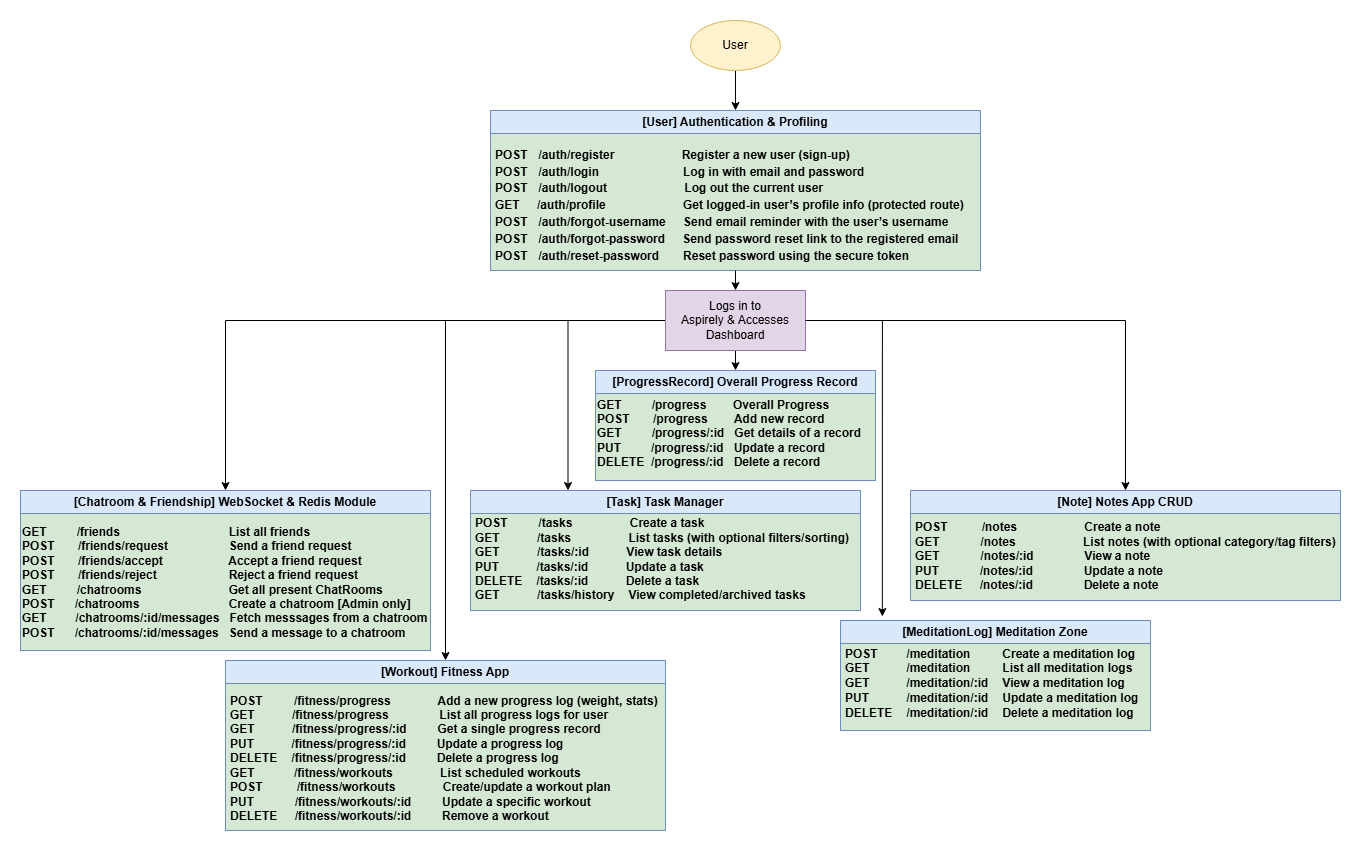 User
[User] Authentication & Profiling
POST /auth/register Register a new user (sign-up)
POST /auth/login Log in with email and password
POST /auth/logout Log out the current user
GET /auth/profile Get logged-in user’s profile info (protected route)
POST /auth/forgot-username Send email reminder with the user’s username
POST /auth/forgot-password Send password reset link to the registered email
POST /auth/reset-password Reset password using the secure token
Logs in to
Aspirely & Accesses
Dashboard
[ProgressRecord] Overall Progress Record
GET /progress Overall Progress
POST /progress Add new record
GET /progress/:id Get details of a record
PUT /progress/:id Update a record
DELETE /progress/:id Delete a record
[Chatroom & Friendship] WebSocket & Redis Module
GET /friends List all friends
POST /friends/request Send a friend request
POST /friends/accept Accept a friend request
POST /friends/reject Reject a friend request
GET /chatrooms Get all present ChatRooms
POST /chatrooms Create a chatroom [Admin only]
GET /chatrooms/:id/messages Fetch messsages from a chatroom
POST /chatrooms/:id/messages Send a message to a chatroom
[Task] Task Manager
POST /tasks Create a task
GET /tasks List tasks (with optional filters/sorting)
GET /tasks/:id View task details
PUT /tasks/:id Update a task
DELETE /tasks/:id Delete a task
GET /tasks/history View completed/archived tasks
[Note] Notes App CRUD
POST /notes Create a note
GET /notes List notes (with optional category/tag filters)
GET /notes/:id View a note
PUT /notes/:id Update a note
DELETE /notes/:id Delete a note
[MeditationLog] Meditation Zone
POST /meditation Create a meditation log
GET /meditation List all meditation logs
GET /meditation/:id View a meditation log
PUT /meditation/:id Update a meditation log
DELETE /meditation/:id Delete a meditation log
[Workout] Fitness App
POST /fitness/progress Add a new progress log (weight, stats)
GET /fitness/progress List all progress logs for user
GET /fitness/progress/:id Get a single progress record
PUT /fitness/progress/:id Update a progress log
DELETE /fitness/progress/:id Delete a progress log
GET /fitness/workouts List scheduled workouts
POST /fitness/workouts Create/update a workout plan
PUT /fitness/workouts/:id Update a specific workout
DELETE /fitness/workouts/:id Remove a workout